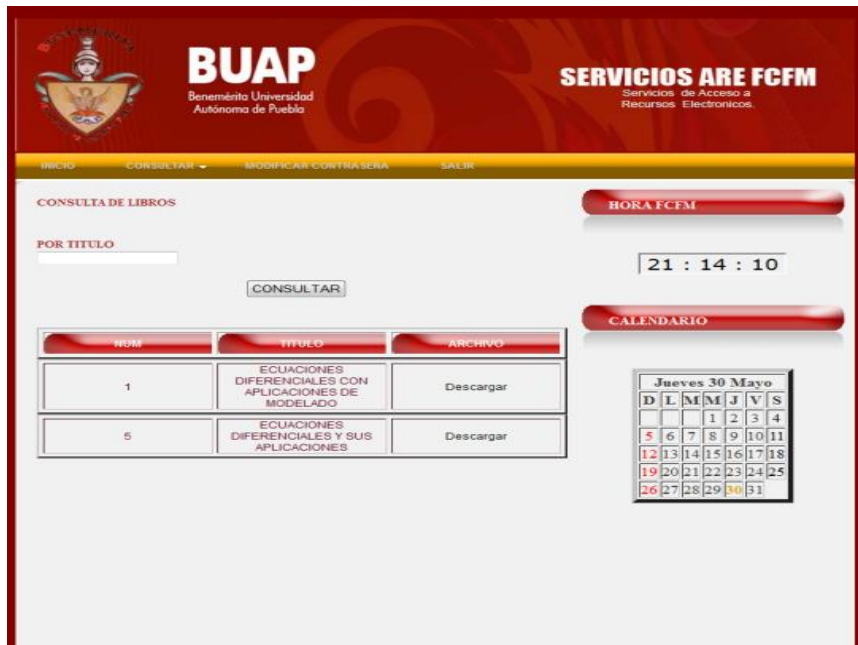 BUAP
Benemérita Universidad
Autónoma de Puebla
SERVICIOS ARE FCFM
Servicios de Acceso a
Recursos Electronicos.
INICIO CONSULTAR MODIFICAR CONTRASEÑA SALIR
CONSULTA DE LIBROS
POR TITULO
CONSULTAR
NUM TITULO ARCHIVO
1 ECUACIONES DIFERENCIALES CON APLICACIONES DE MODELADO Descargar
5 ECUACIONES DIFERENCIALES Y SUS APLICACIONES Descargar
HORA FCFM
21 : 14 : 10
CALENDARIO
Jueves 30 Mayo
D L M M J V S
1 2 3 4
5 6 7 8 9 10 11
12 13 14 15 16 17 18
19 20 21 22 23 24 25
26 27 28 29 30 31